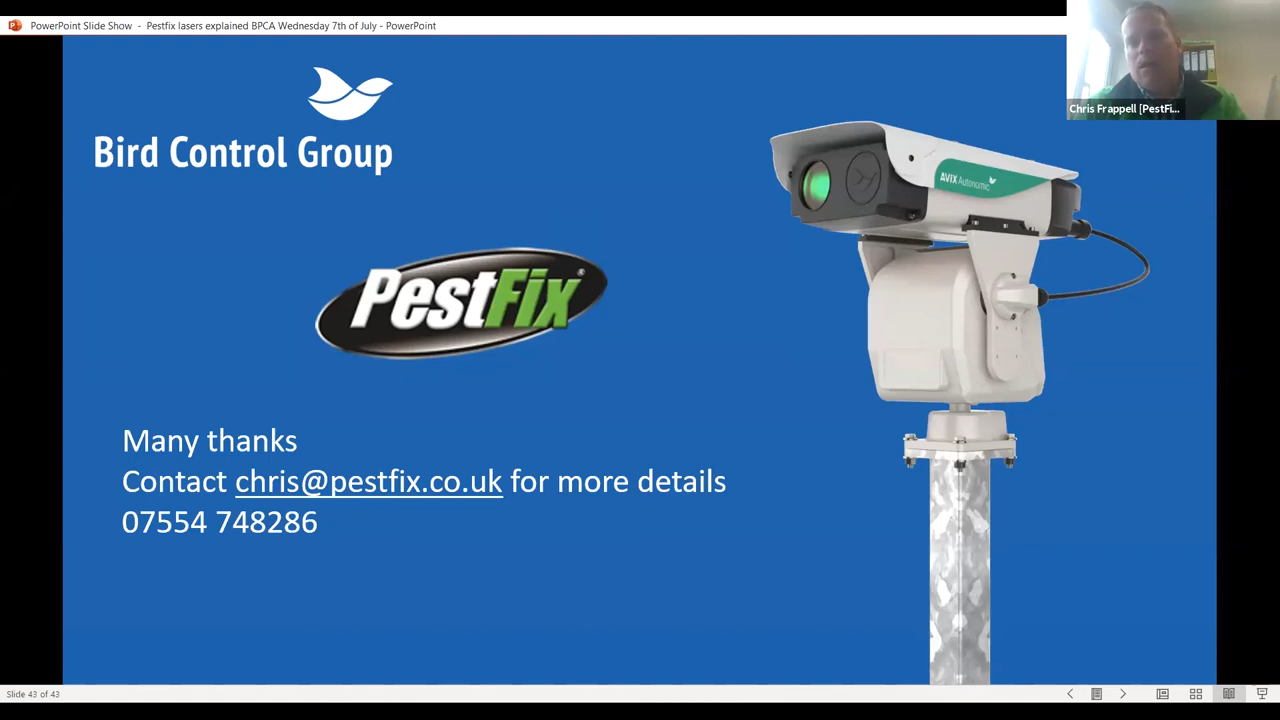 PowerPoint Slide Show - Pestfix lasers explained BPCA Wednesday 7th of July - PowerPoint
Chris Frappell [PestFi...
Bird Control Group
AVIX Autonomic
PestFix®
Many thanks
Contact chris@pestfix.co.uk for more details
07554 748286
Slide 43 of 43